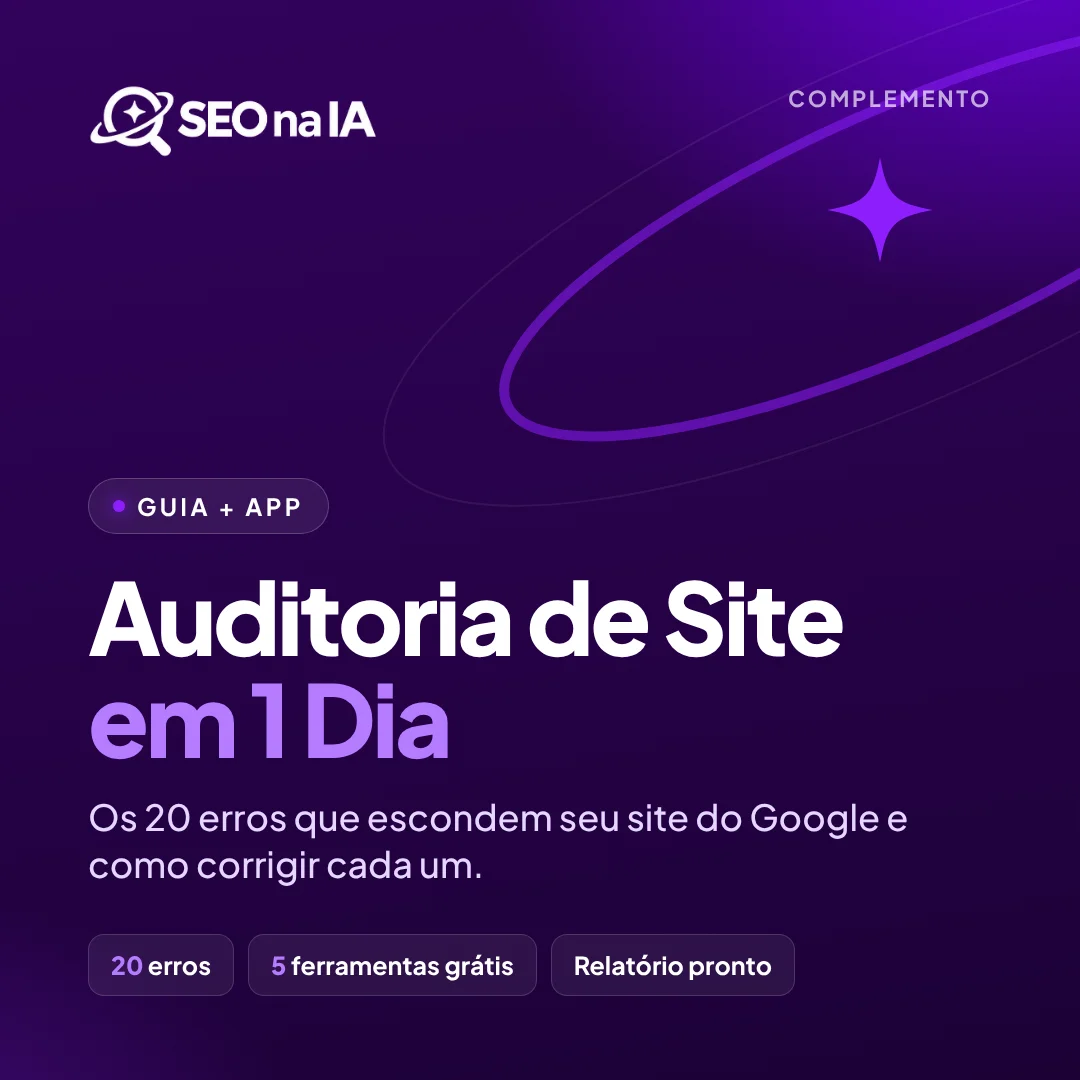 SEO na IA
COMPLEMENTO
GUIA + APP
Auditoria de Site
em 1 Dia
Os 20 erros que escondem seu site do Google e
como corrigir cada um.
20 erros
5 ferramentas grátis
Relatório pronto